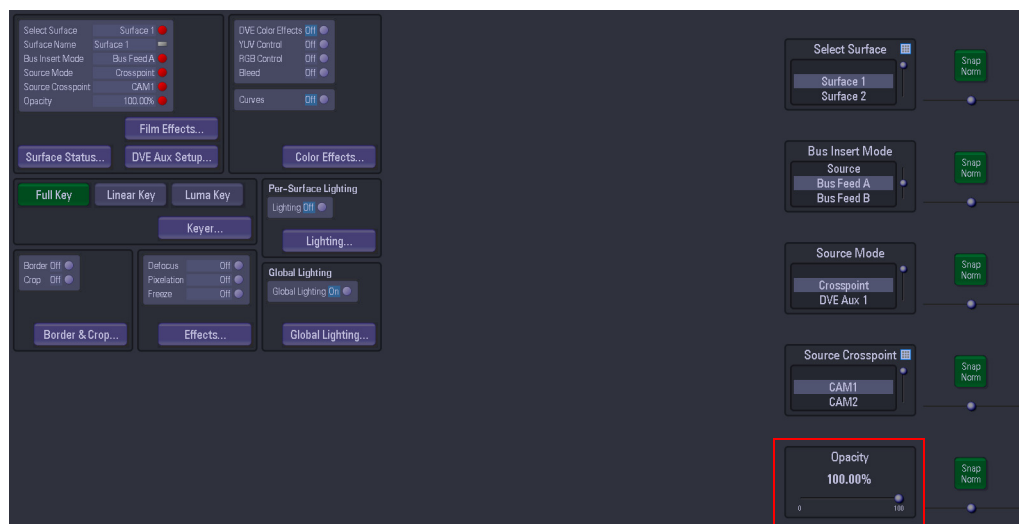 Select Surface Surface 1
Surface Name Surface 1
Bus Insert Mode Bus Feed A
Source Mode Crosspoint
Source Crosspoint CAM1
Opacity 100.00%
Film Effects...
Surface Status... DVE Aux Setup...
DVE Color Effects Off
YUV Control Off
RGB Control Off
Bleed Off
Curves Off
Color Effects...
Full Key Linear Key Luma Key
Keyer...
Per-Surface Lighting
Lighting Off
Lighting...
Border Off
Crop Off
Border & Crop...
Defocus Off
Pixelation Off
Freeze Off
Effects...
Global Lighting
Global Lighting On
Global Lighting...
Select Surface
Surface 1
Surface 2
Snap
Norm
Bus Insert Mode
Source
Bus Feed A
Bus Feed B
Snap
Norm
Source Mode
Crosspoint
DVE Aux 1
Snap
Norm
Source Crosspoint
CAM1
CAM2
Snap
Norm
Opacity
100.00%
0 100
Snap
Norm